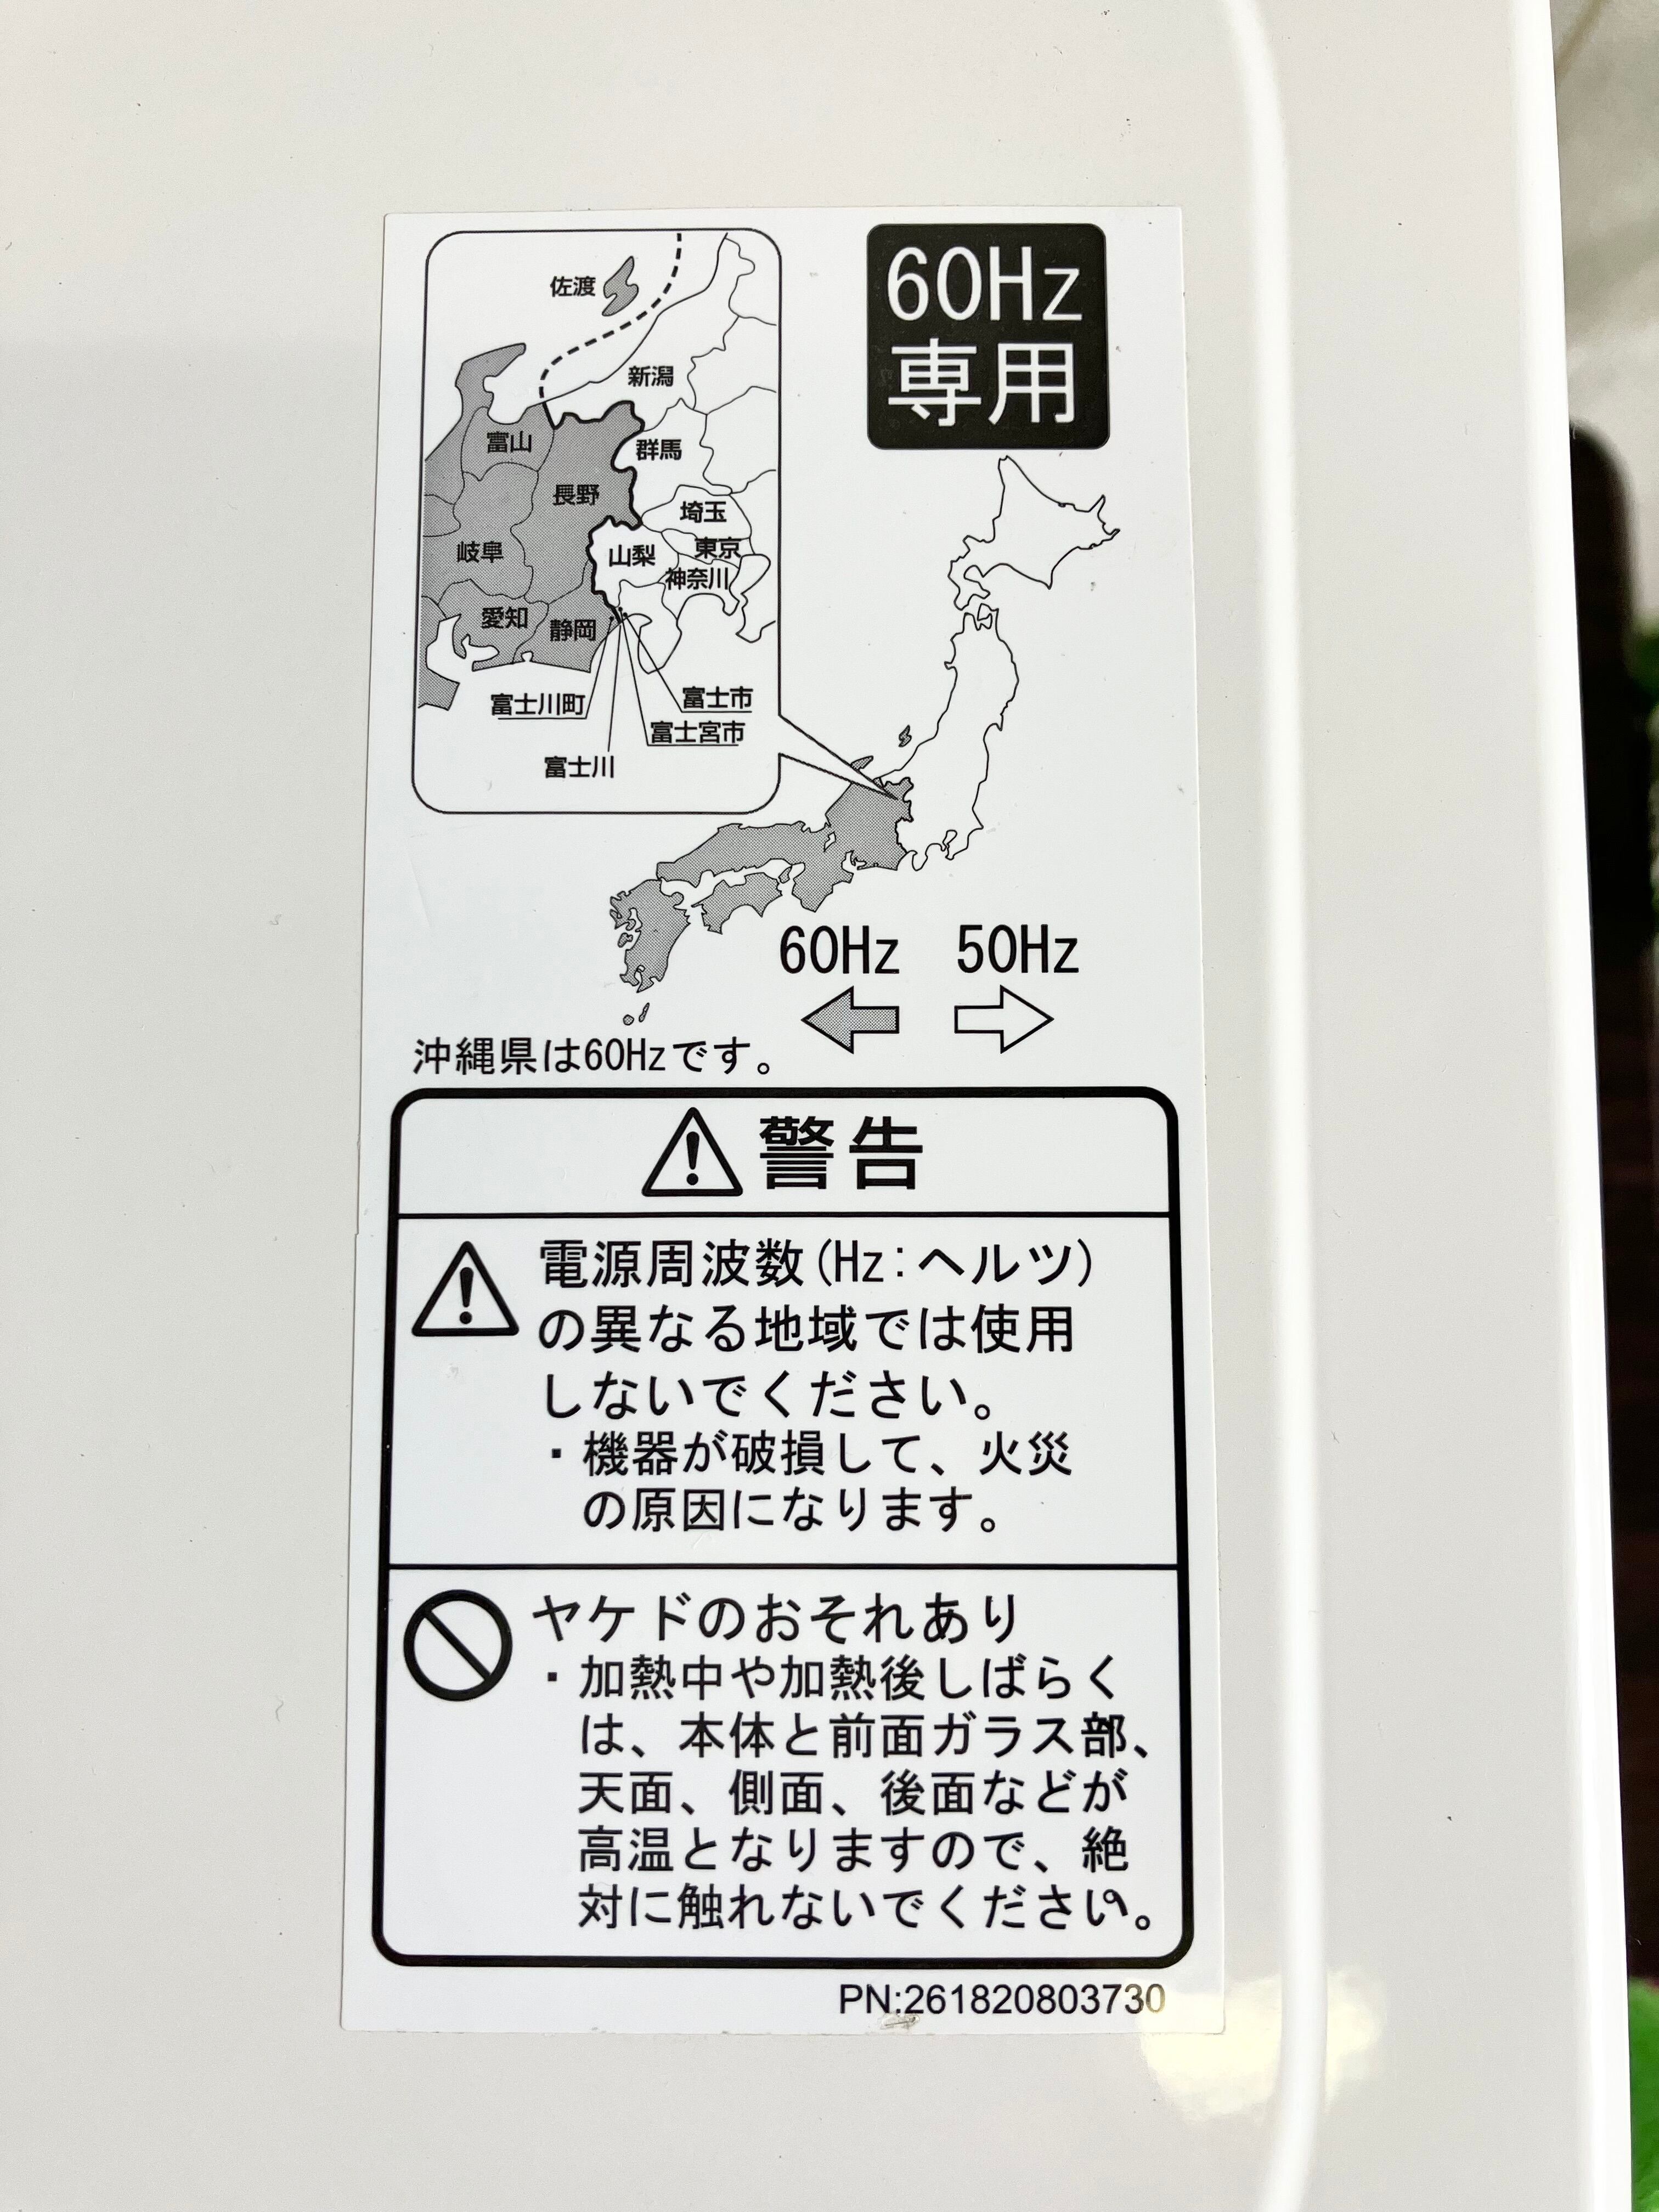 60Hz
専用
佐渡
新潟
富山
群馬
長野
埼玉
岐阜
山梨
東京
神奈川
愛知
静岡
富士川町
富士市
富士宮市
富士川
60Hz
50Hz
沖縄県は60Hzです。
警告
電源周波数(Hz:ヘルツ)
の異なる地域では使用
しないでください。
・機器が破損して、火災
の原因になります。
ヤケドのおそれあり
・加熱中や加熱後しばらく
は、本体と前面ガラス部、
天面、側面、後面などが
高温となりますので、絶
対に触れないでください。
PN:261820803730